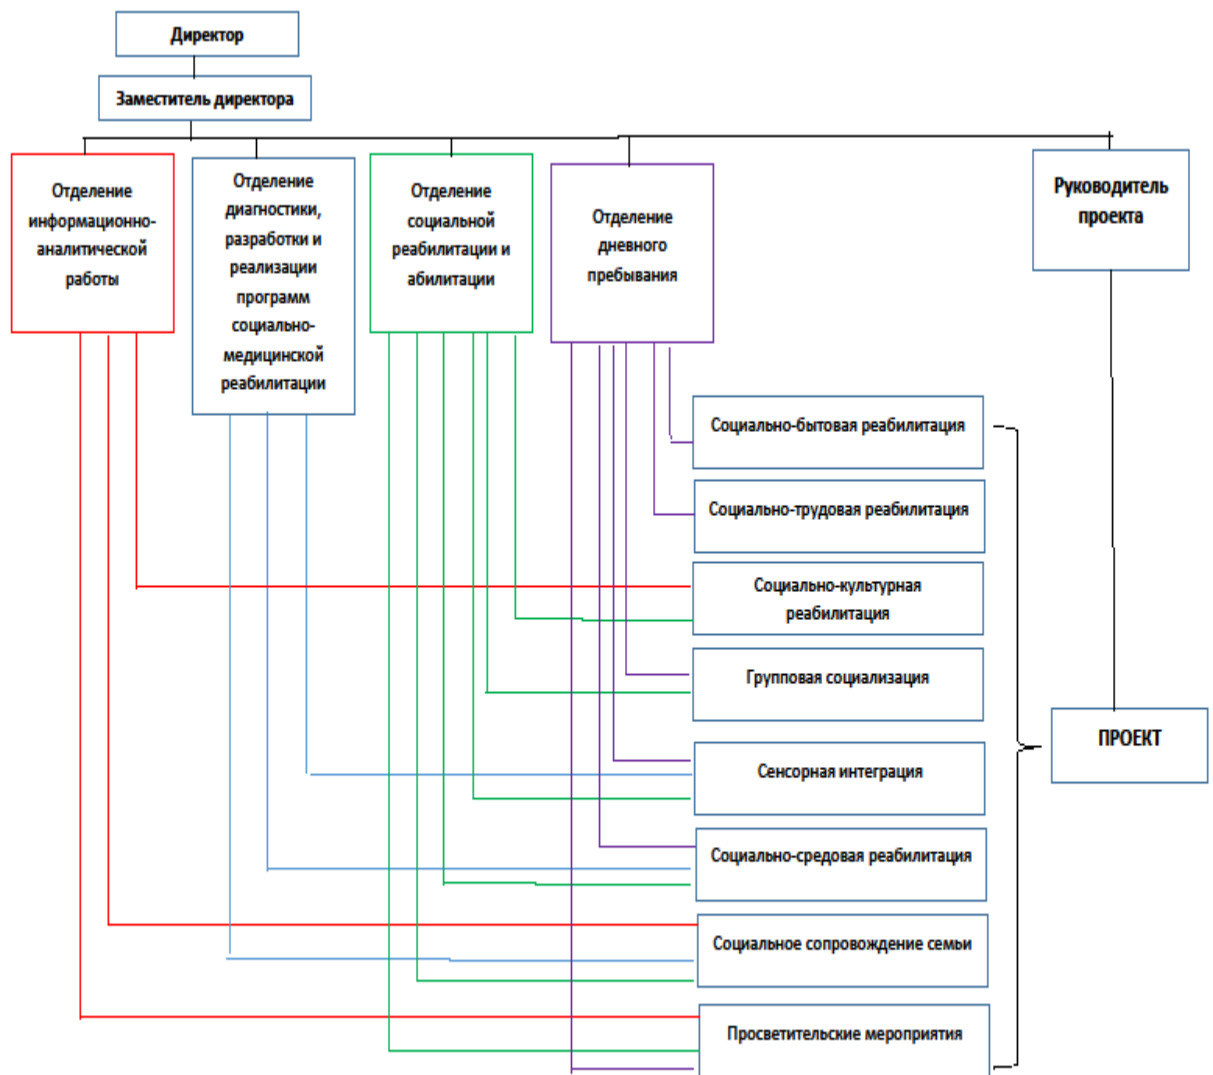 Директор
Заместитель директора
Отделение
информационно-
аналитической
работы
Отделение
диагностики,
разработки и
реализации
программ
социально-
медицинской
реабилитации
Отделение
социальной
реабилитации и
абилитации
Отделение
дневного
пребывания
Руководитель
проекта
Социально-бытовая реабилитация
Социально-трудовая реабилитация
Социально-культурная
реабилитация
Групповая социализация
Сенсорная интеграция
Социально-средовая реабилитация
Социальное сопровождение семьи
Просветительские мероприятия
ПРОЕКТ